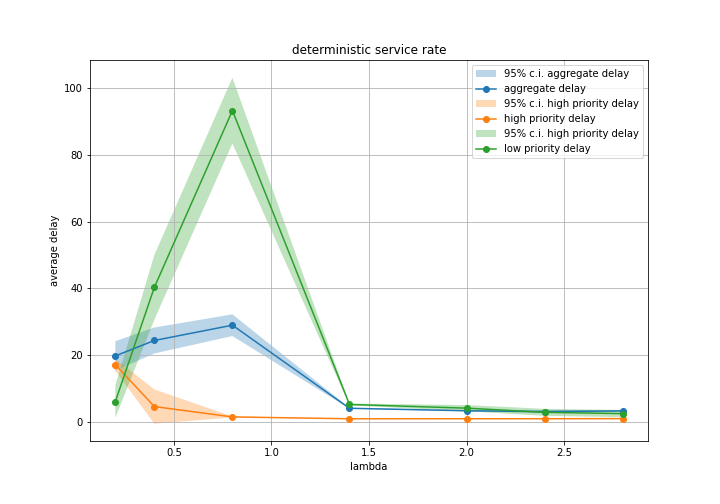 deterministic service rate
95% c.i. aggregate delay
aggregate delay
95% c.i. high priority delay
high priority delay
95% c.i. high priority delay
low priority delay
average delay
100
80
60
40
20
0
0.5 1.0 1.5 2.0 2.5
lambda